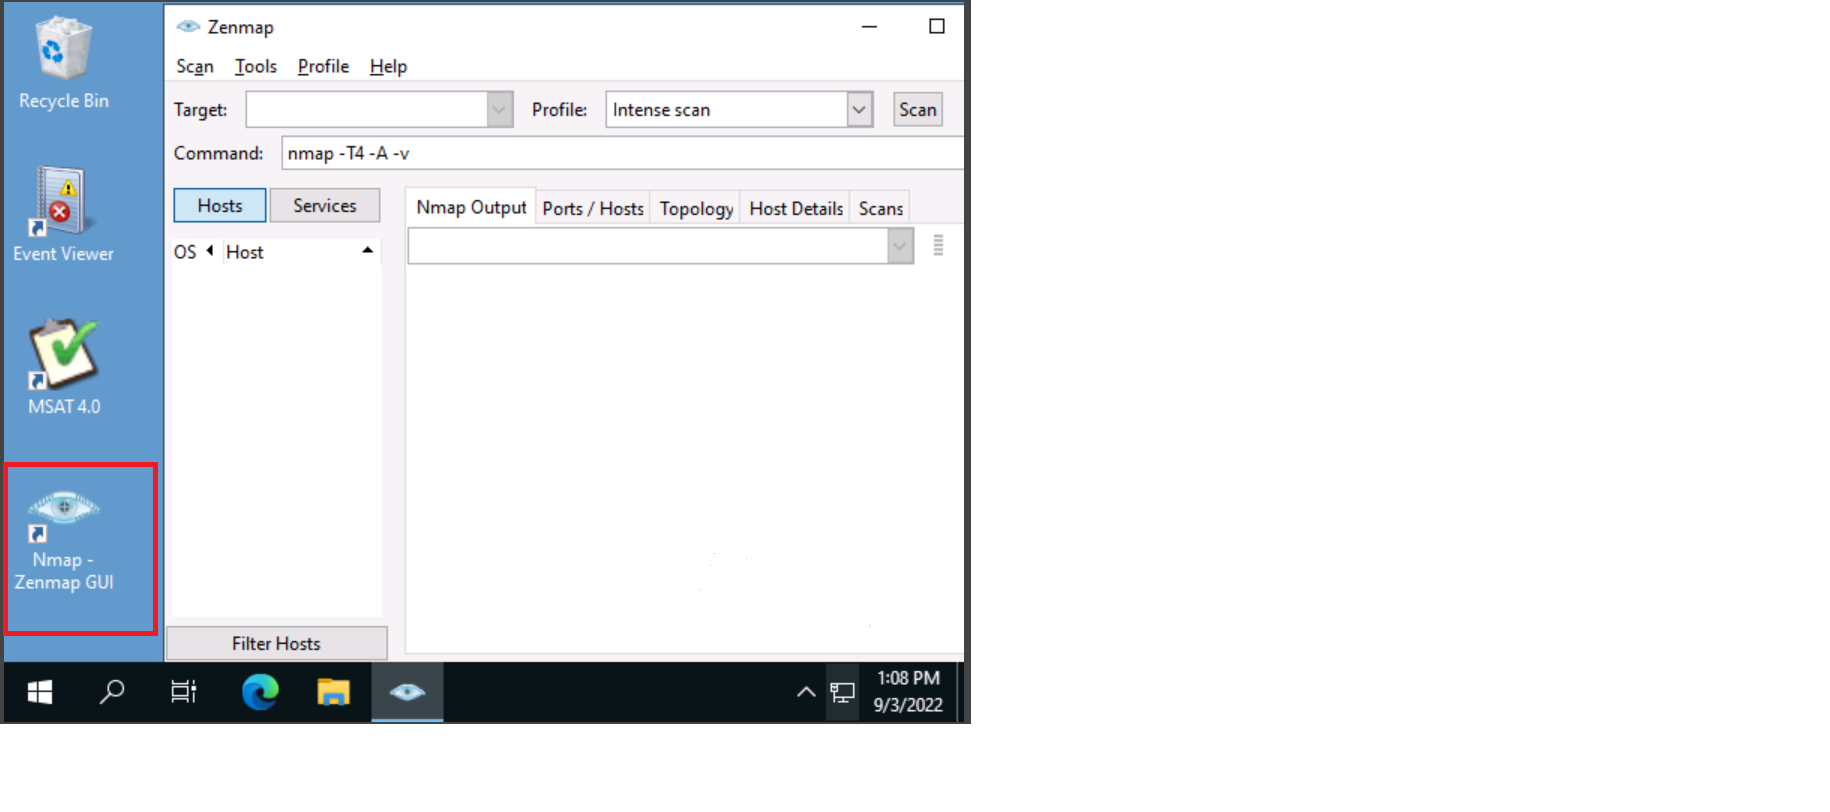 Recycle Bin
Event Viewer
MSAT 4.0
Nmap -
Zenmap GUI
Zenmap
Scan Tools Profile Help
Target: Profile: Intense scan Scan
Command: nmap -T4 -A -v
Hosts Services
Nmap Output Ports / Hosts Topology Host Details Scans
OS Host
Filter Hosts
1:08 PM
9/3/2022